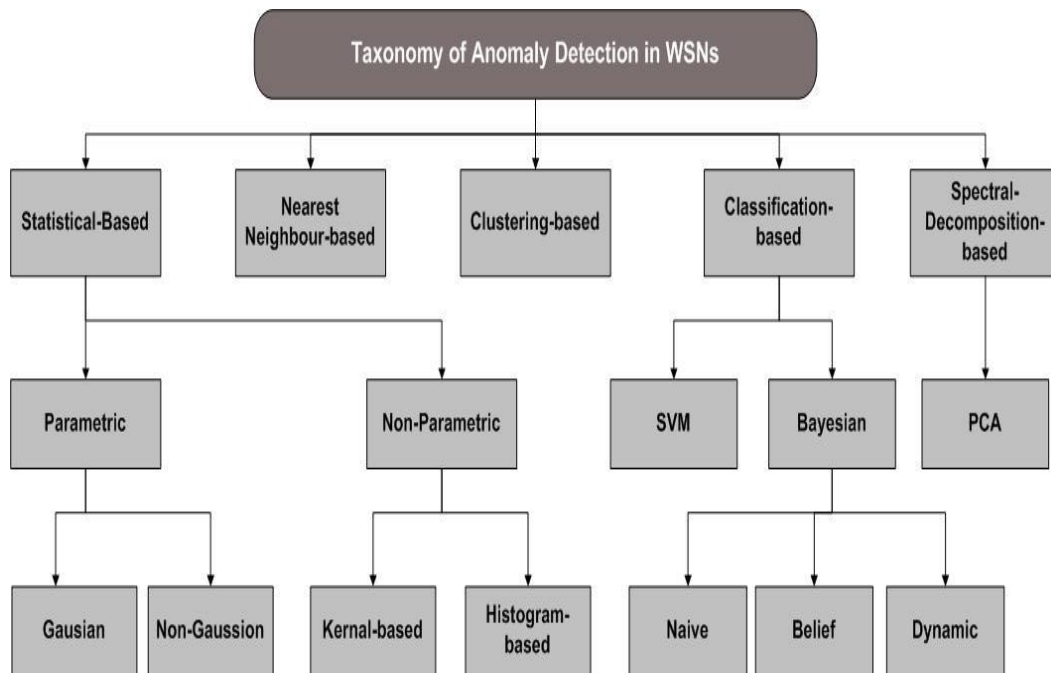 Taxonomy of Anomaly Detection in WSNs
Statistical-Based
Nearest
Neighbour-based
Clustering-based
Classification-
based
Spectral-
Decomposition-
based
Parametric
Non-Parametric
SVM
Bayesian
PCA
Gausian
Non-Gaussion
Kernal-based
Histogram-
based
Naive
Belief
Dynamic